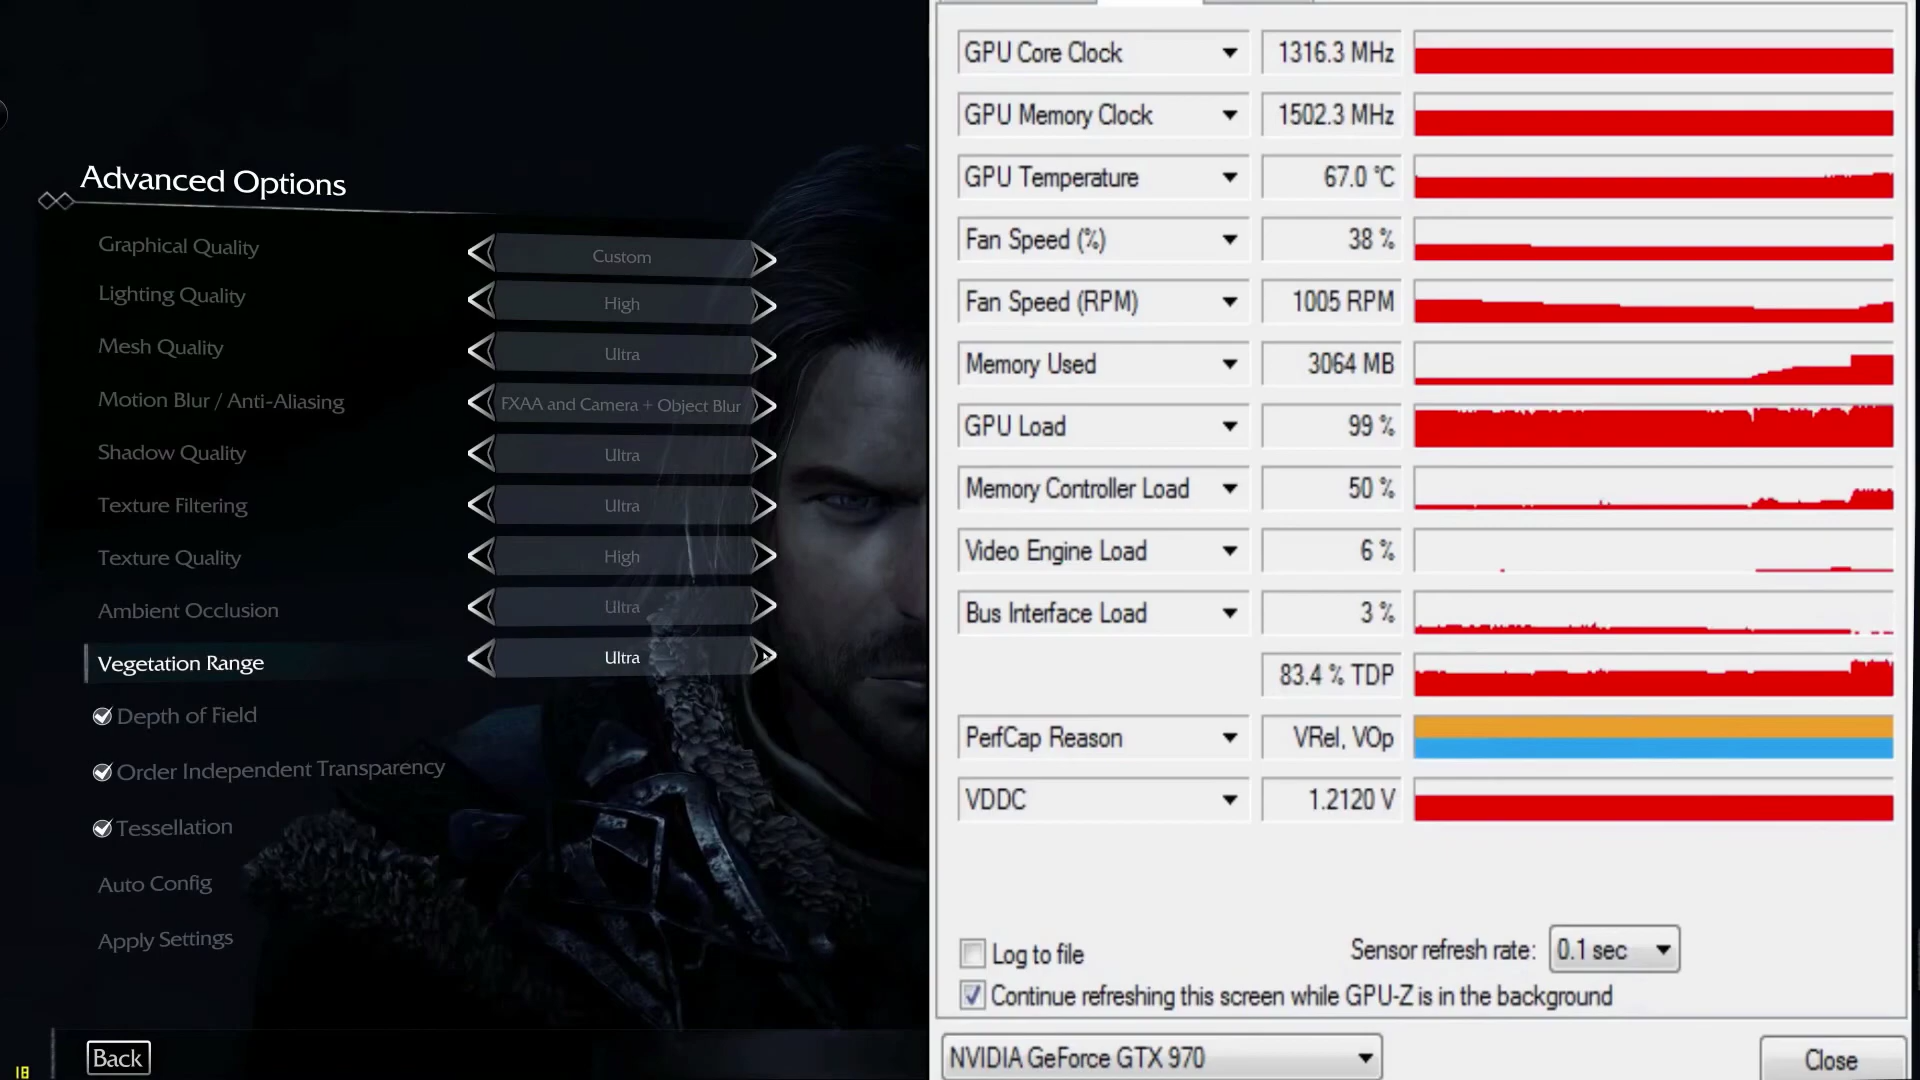 Advanced Options
Graphical Quality Custom
Lighting Quality High
Mesh Quality Ultra
Motion Blur / Anti-Aliasing FXAA and Camera + Object Blur
Shadow Quality Ultra
Texture Filtering Ultra
Texture Quality High
Ambient Occlusion Ultra
Vegetation Range Ultra
Depth of Field
Order Independent Transparency
Tessellation
Auto Config
Apply Settings
Back
18
GPU Core Clock 1316.3 MHz
GPU Memory Clock 1502.3 MHz
GPU Temperature 67.0 °C
Fan Speed (%) 38 %
Fan Speed (RPM) 1005 RPM
Memory Used 3064 MB
GPU Load 99 %
Memory Controller Load 50 %
Video Engine Load 6 %
Bus Interface Load 3 %
83.4 % TDP
PerfCap Reason VRel, VOp
VDDC 1.2120 V
Log to file Sensor refresh rate: 0.1 sec
Continue refreshing this screen while GPU-Z is in the background
NVIDIA GeForce GTX 970 Close